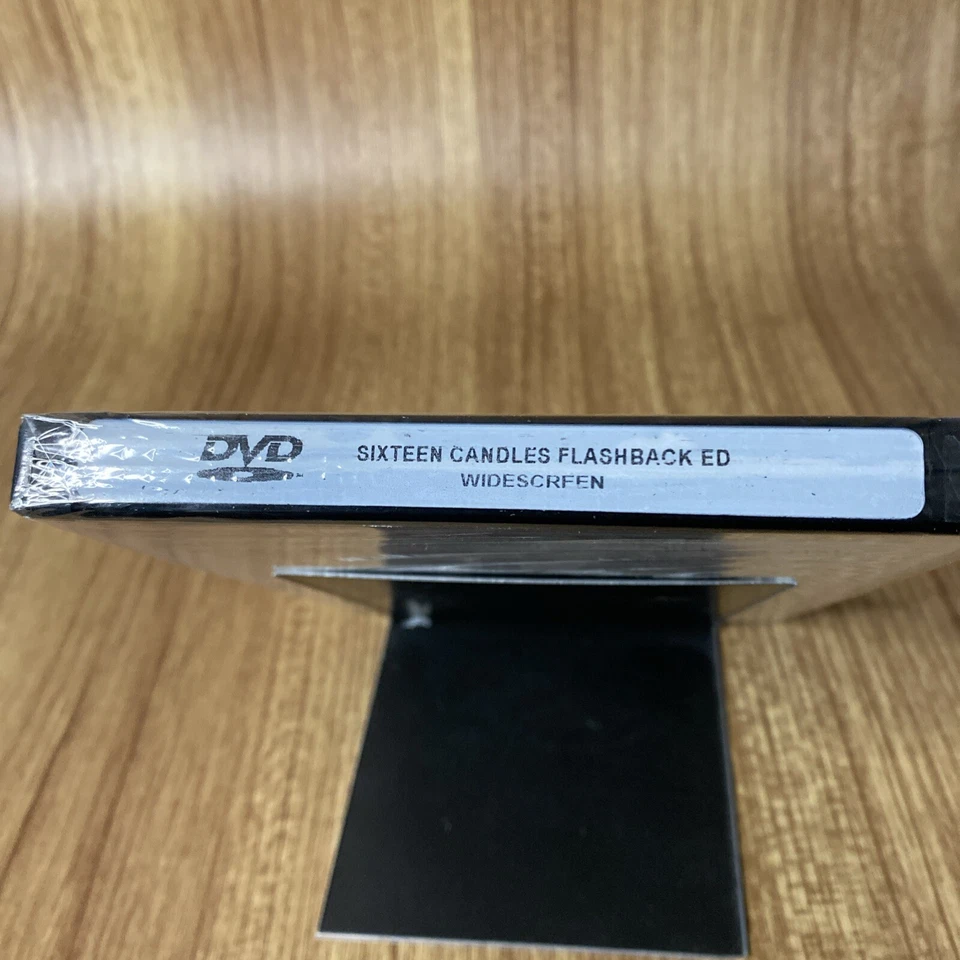 DVD
SIXTEEN CANDLES FLASHBACK ED
WIDESCREEN